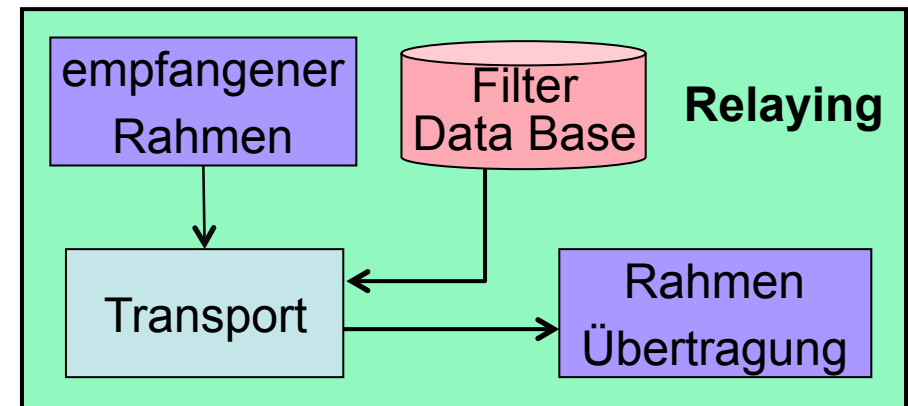 empfangener
Rahmen
Filter
Data Base
Relaying
Transport
Rahmen
Übertragung